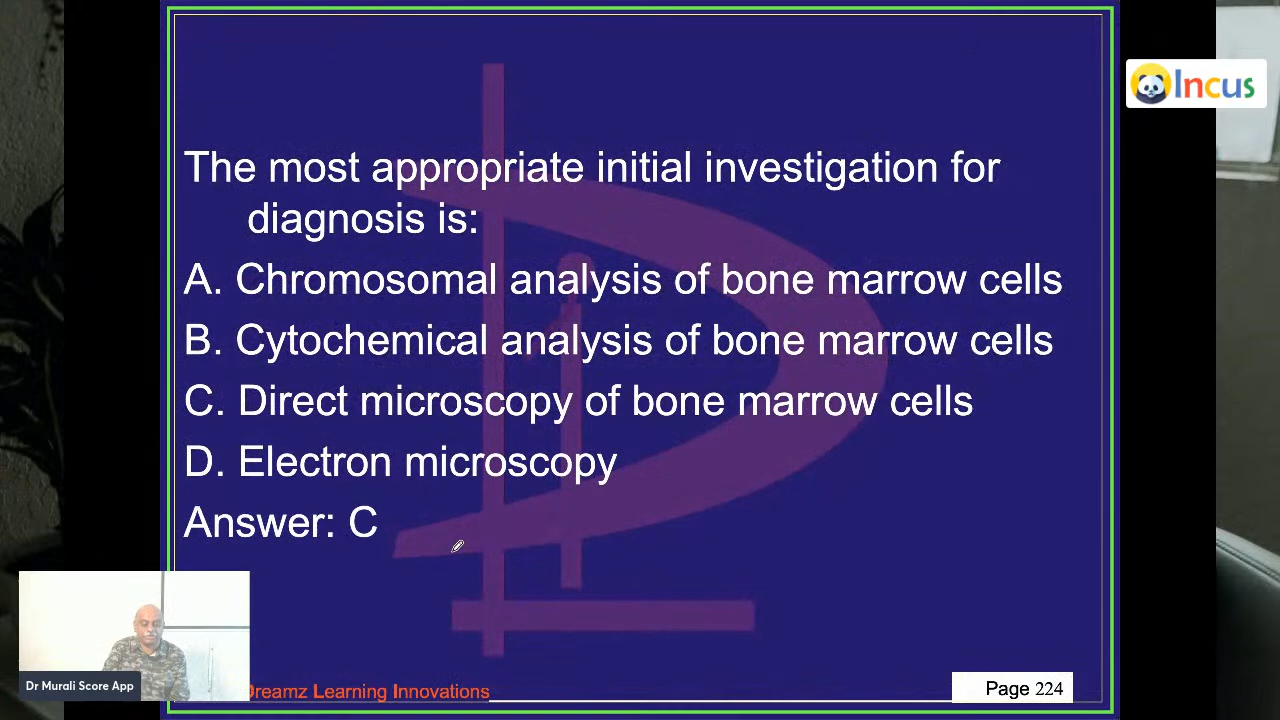 Incus
The most appropriate initial investigation for
diagnosis is:
A. Chromosomal analysis of bone marrow cells
B. Cytochemical analysis of bone marrow cells
C. Direct microscopy of bone marrow cells
D. Electron microscopy
Answer: C
Dr Murali Score App
Dreamz Learning Innovations
Page 224